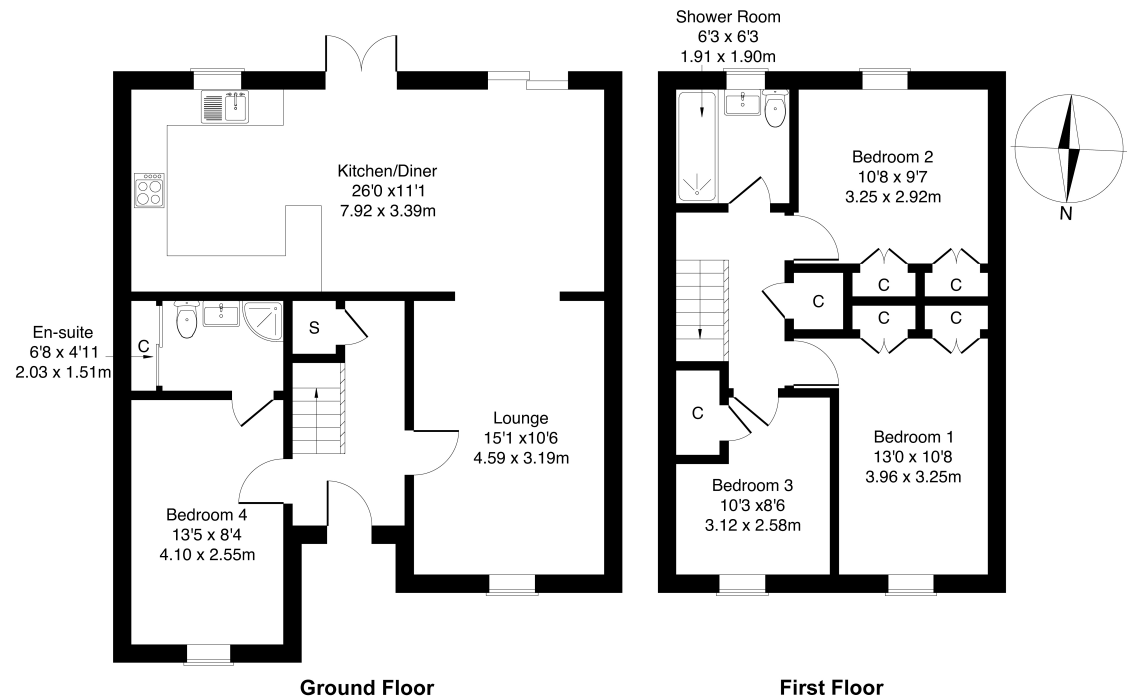 Shower Room
6'3 x 6'3
1.91 x 1.90m
Kitchen/Diner
26'0 x11'1
7.92 x 3.39m
Bedroom 2
10'8 x 9'7
3.25 x 2.92m
N
C
C
C
C
C
S
En-suite
6'8 x 4'11
2.03 x 1.51m
C
C
Lounge
15'1 x10'6
4.59 x 3.19m
Bedroom 1
13'0 x 10'8
3.96 x 3.25m
Bedroom 3
10'3 x8'6
3.12 x 2.58m
Bedroom 4
13'5 x 8'4
4.10 x 2.55m
Ground Floor
First Floor